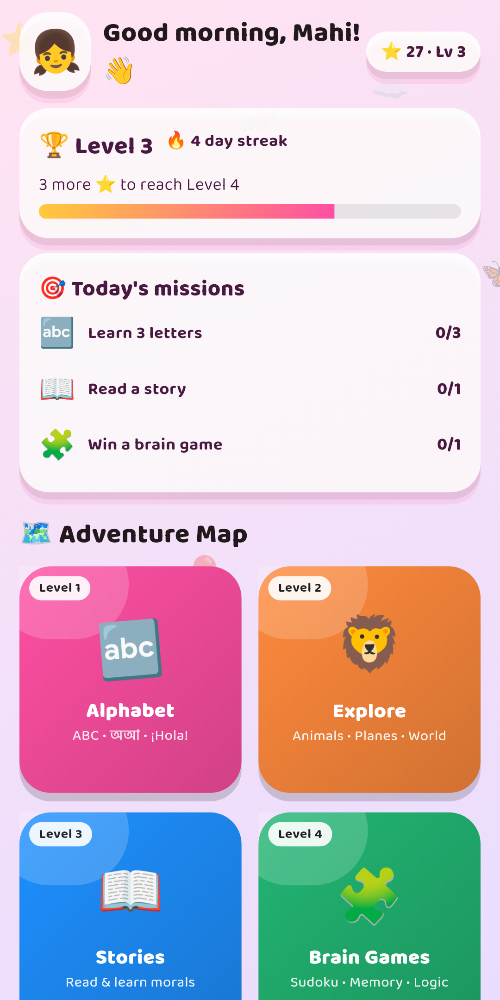 Good morning, Mahi!
👋
⭐ 27 · Lv 3
🏆 Level 3 🔥 4 day streak
3 more ⭐ to reach Level 4
🎯 Today's missions
abc Learn 3 letters 0/3
📖 Read a story 0/1
🧩 Win a brain game 0/1
🗺️ Adventure Map
Level 1
abc
Alphabet
ABC • অআ • ¡Hola!
Level 2
Explore
Animals • Planes • World
Level 3
Stories
Read & learn morals
Level 4
Brain Games
Sudoku • Memory • Logic